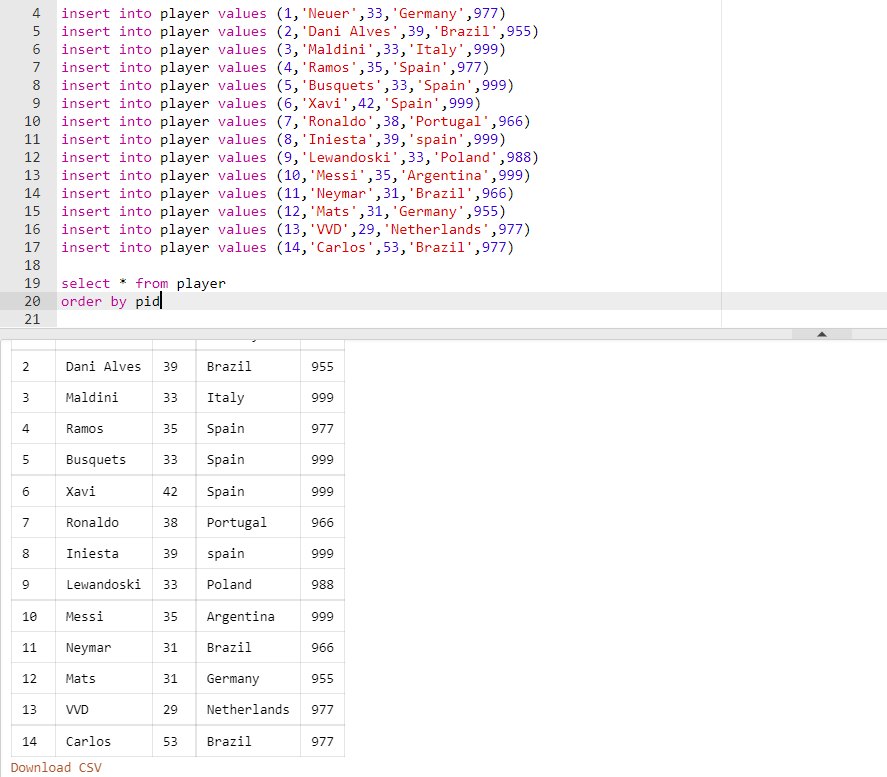 4 insert into player values (1,'Neuer',33,'Germany',977)
5 insert into player values (2,'Dani Alves',39,'Brazil',955)
6 insert into player values (3,'Maldini',33,'Italy',999)
7 insert into player values (4,'Ramos',35,'Spain',977)
8 insert into player values (5,'Busquets',33,'Spain',999)
9 insert into player values (6,'Xavi',42,'Spain',999)
10 insert into player values (7,'Ronaldo',38,'Portugal',966)
11 insert into player values (8,'Iniesta',39,'spain',999)
12 insert into player values (9,'Lewandoski',33,'Poland',988)
13 insert into player values (10,'Messi',35,'Argentina',999)
14 insert into player values (11,'Neymar',31,'Brazil',966)
15 insert into player values (12,'Mats',31,'Germany',955)
16 insert into player values (13,'VVD',29,'Netherlands',977)
17 insert into player values (14,'Carlos',53,'Brazil',977)
18
19 select * from player
20 order by pid
21
2 Dani Alves 39 Brazil 955
3 Maldini 33 Italy 999
4 Ramos 35 Spain 977
5 Busquets 33 Spain 999
6 Xavi 42 Spain 999
7 Ronaldo 38 Portugal 966
8 Iniesta 39 spain 999
9 Lewandoski 33 Poland 988
10 Messi 35 Argentina 999
11 Neymar 31 Brazil 966
12 Mats 31 Germany 955
13 VVD 29 Netherlands 977
14 Carlos 53 Brazil 977
Download CSV